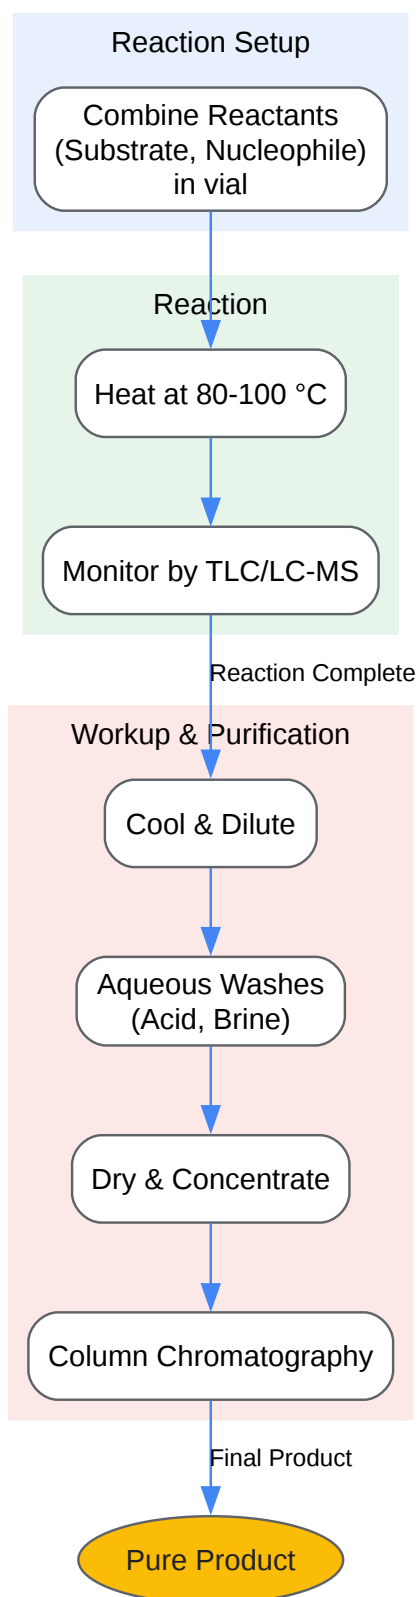 Reaction Setup
Combine Reactants
(Substrate, Nucleophile)
in vial
Reaction
Heat at 80-100 °C
Monitor by TLC/LC-MS
Reaction Complete
Workup & Purification
Cool & Dilute
Aqueous Washes
(Acid, Brine)
Dry & Concentrate
Column Chromatography
Final Product
Pure Product